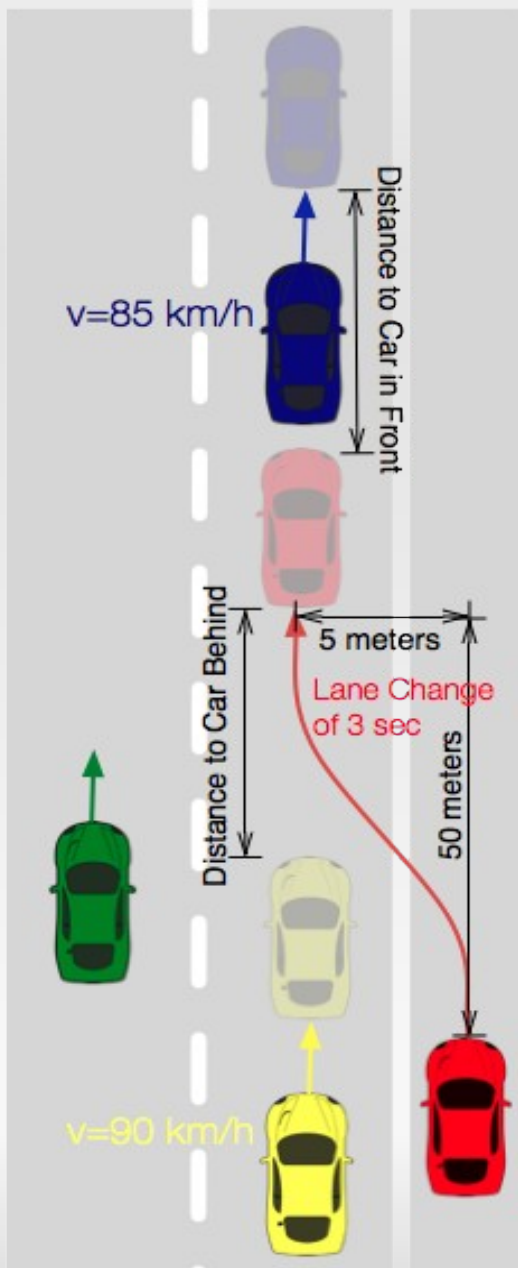 Distance to Car in Front
v=85 km/h
Distance to Car Behind
5 meters
Lane Change
of 3 sec
50 meters
v=90 km/h